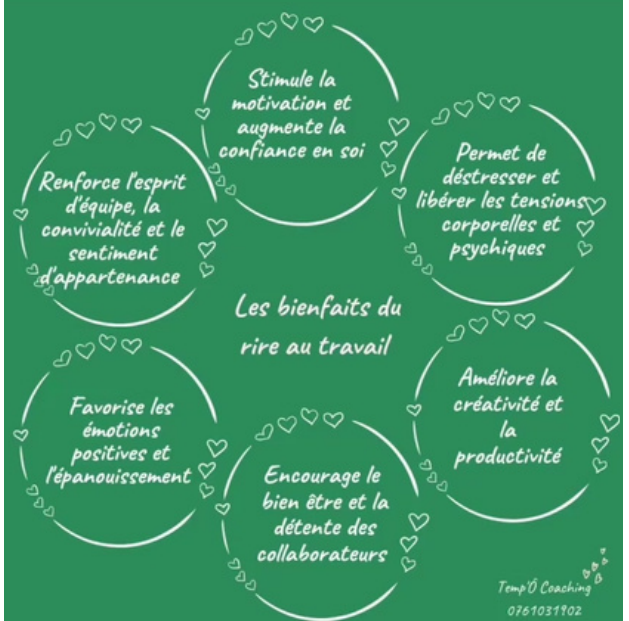 Stimule la
motivation et
augmente la
confiance en soi
Permet de
déstresser et
libérer les tensions
corporelles et
psychiques
Renforce l'esprit
d'équipe, la
convivialité et le
sentiment
d'appartenance
Les bienfaits du
rire au travail
Améliore la
créativité et
la
productivité
Favorise les
émotions
positives et
l'épanouissement
Encourage le
bien être et la
détente des
collaborateurs
Temp'Ô Coaching
0761031902